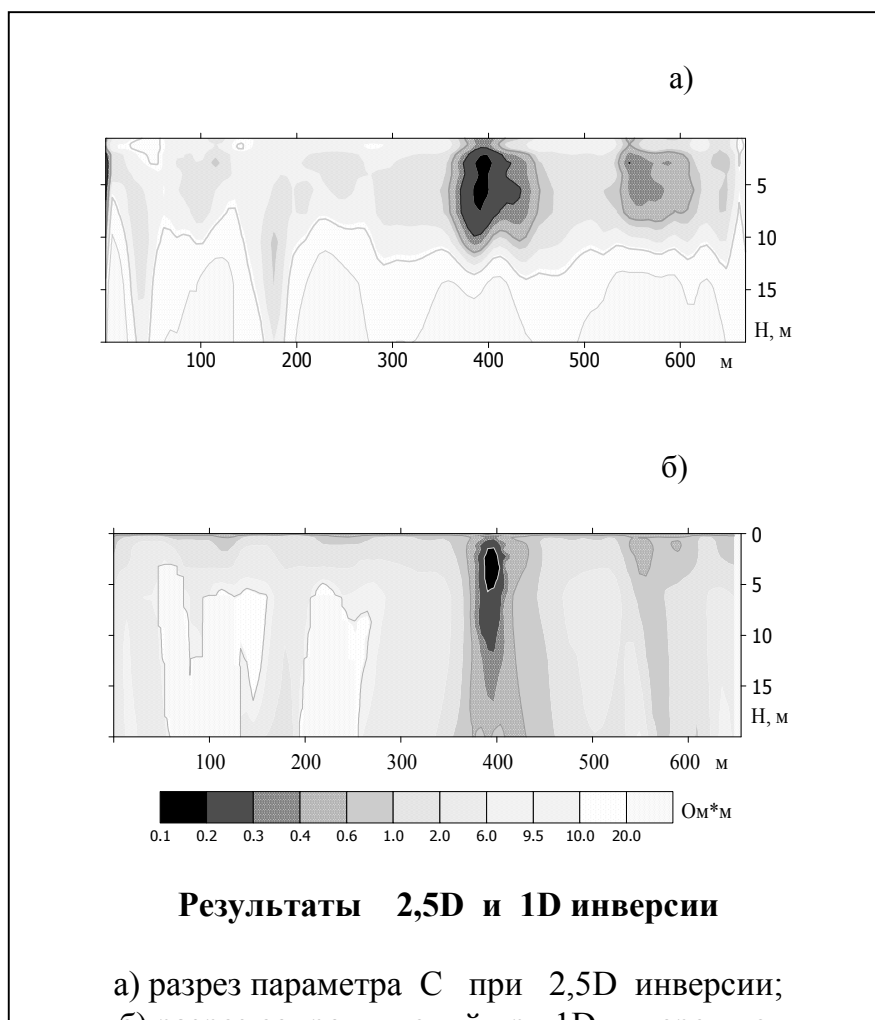 а)
5
10
15
Н, м
100 200 300 400 500 600 м
б)
0
5
10
15
Н, м
100 200 300 400 500 600 м
Ом*м
0.1 0.2 0.3 0.4 0.6 1.0 2.0 6.0 9.5 10.0 20.0
Результаты 2,5D и 1D инверсии
а) разрез параметра С при 2,5D инверсии;
б) 1D